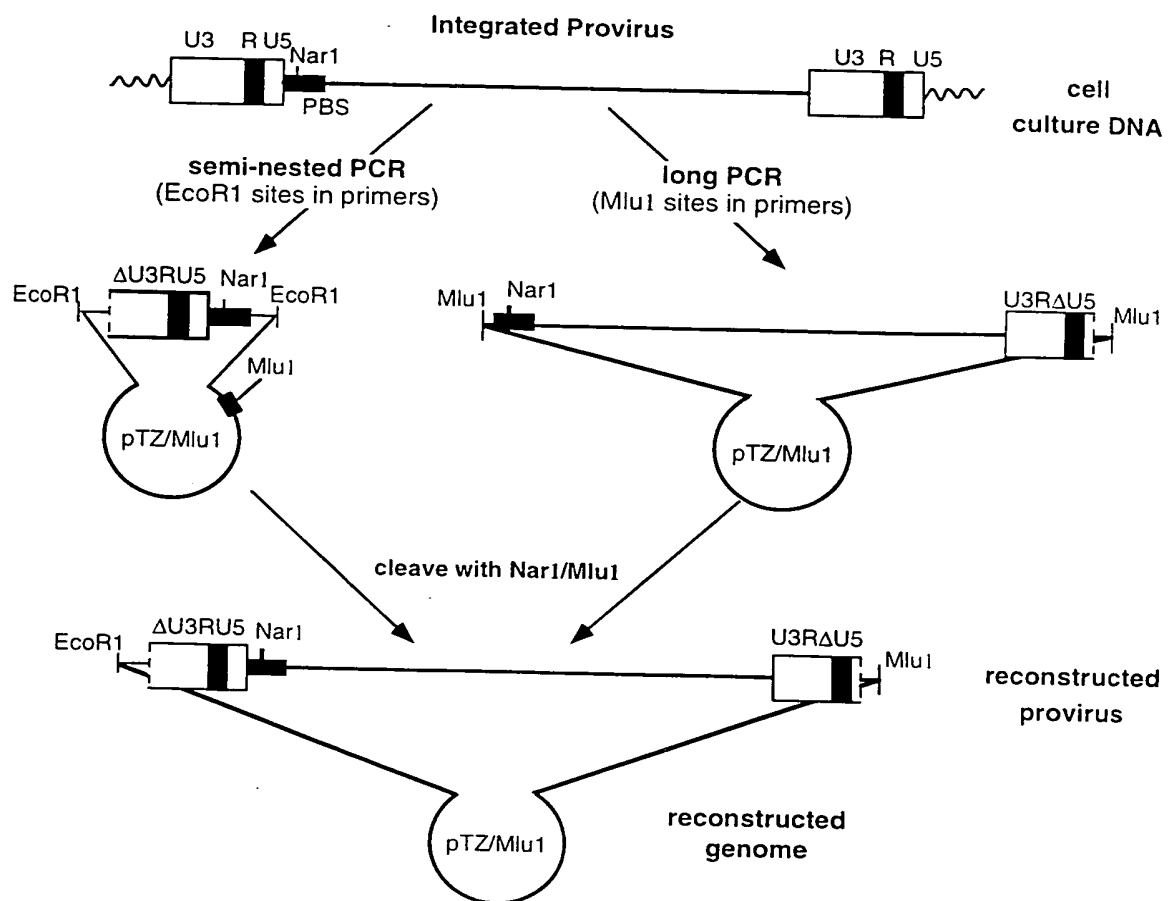 Integrated Provirus
U3 R U5
Nar1
PBS
U3 R U5
cell
culture DNA
semi-nested PCR
(EcoR1 sites in primers)
long PCR
(Mlu1 sites in primers)
ΔU3RU5
EcoR1
Nar1
EcoR1
Mlu1
pTZ/Mlu1
Mlu1
Nar1
U3RΔU5
Mlu1
pTZ/Mlu1
cleave with Nar1/Mlu1
EcoR1
ΔU3RU5
Nar1
U3RΔU5
Mlu1
reconstructed
provirus
pTZ/Mlu1
reconstructed
genome